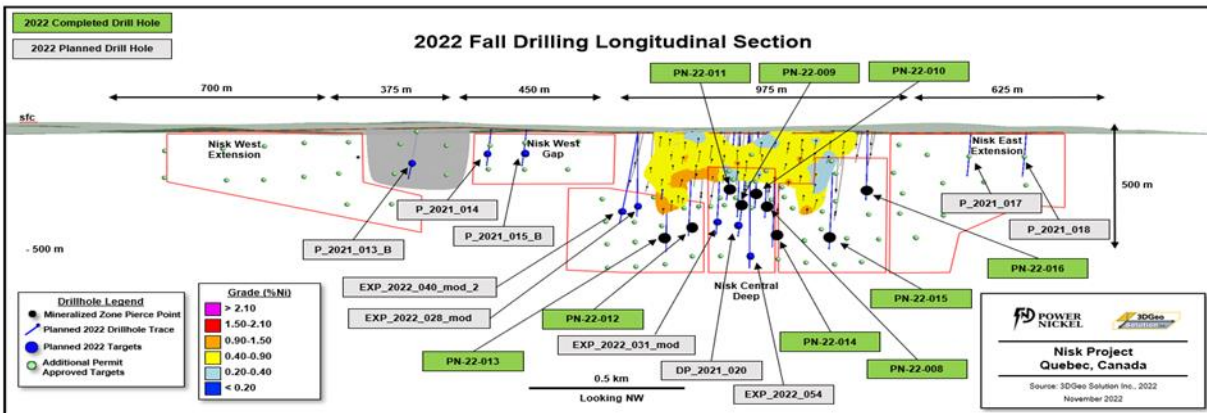 2022 Completed Drill Hole
2022 Planned Drill Hole
2022 Fall Drilling Longitudinal Section
PN-22-011
PN-22-009
PN-22-010
700 m
375 m
450 m
975 m
625 m
sfc
Nisk West
Extension
Nisk West
Gap
Nisk East
Extension
500 m
- 500 m
P_2021_014
P_2021_013_B
P_2021_015_B
P_2021_017
P_2021_018
EXP_2022_040_mod_2
EXP_2022_028_mod
PN-22-012
PN-22-013
EXP_2022_031_mod
DP_2021_020
EXP_2022_054
Nisk Central
Deep
PN-22-014
PN-22-008
PN-22-015
PN-22-016
Drillhole Legend
Mineralized Zone Pierce Point
Planned 2022 Drillhole Trace
Planned 2022 Targets
Additional Permit
Approved Targets
Grade (%Ni)
> 2.10
1.50-2.10
0.90-1.50
0.40-0.90
0.20-0.40
< 0.20
0.5 km
Looking NW
POWER
NICKEL
3DGeo
Solution
Nisk Project
Quebec, Canada
Source: 3DGeo Solution Inc., 2022
November 2022